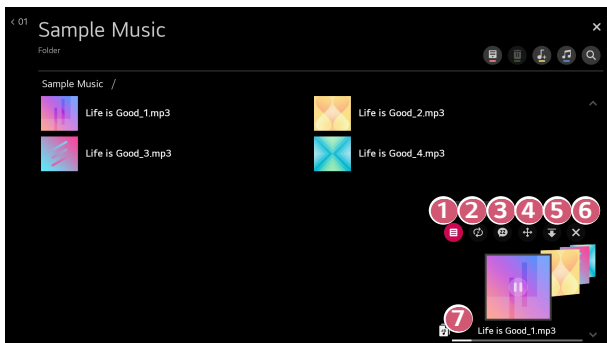 < 01
Sample Music
Folder
Sample Music /
Life is Good_1.mp3
Life is Good_2.mp3
Life is Good_3.mp3
Life is Good_4.mp3
1 2 3 4 5 6
7
Life is Good_1.mp3